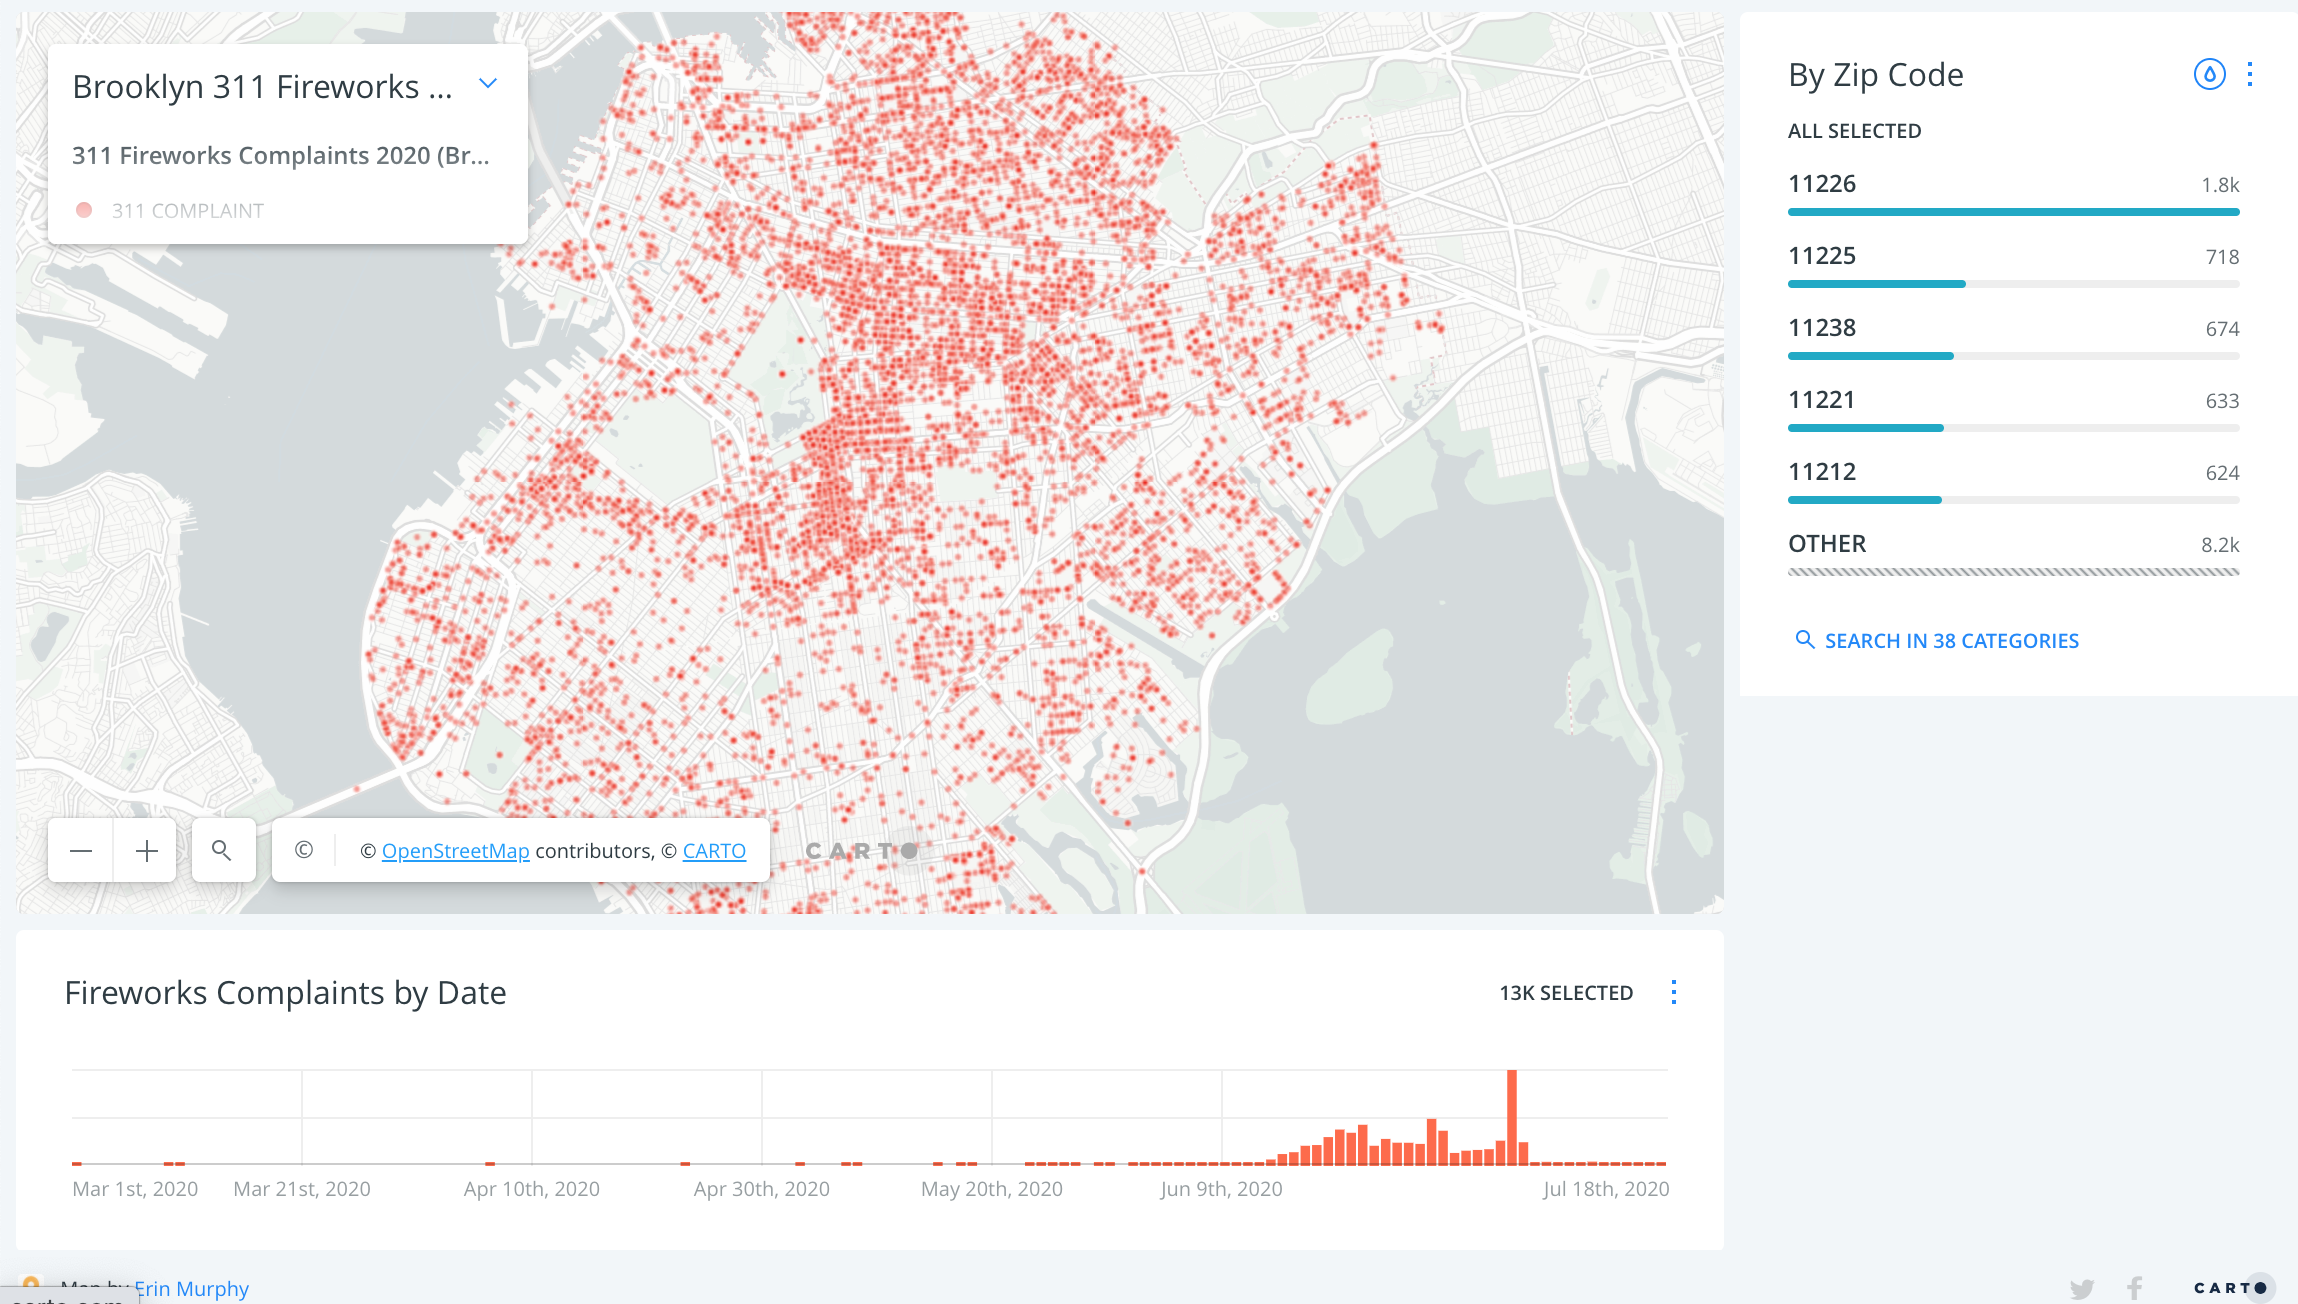 Brooklyn 311 Fireworks ...
311 Fireworks Complaints 2020 (Br...
311 COMPLAINT
© © OpenStreetMap contributors, © CARTO
CARTO
By Zip Code
ALL SELECTED
11226 1.8k
11225 718
11238 674
11221 633
11212 624
OTHER 8.2k
SEARCH IN 38 CATEGORIES
Fireworks Complaints by Date 13K SELECTED
Mar 1st, 2020 Mar 21st, 2020 Apr 10th, 2020 Apr 30th, 2020 May 20th, 2020 Jun 9th, 2020 Jul 18th, 2020
Map by Erin Murphy
CARTO